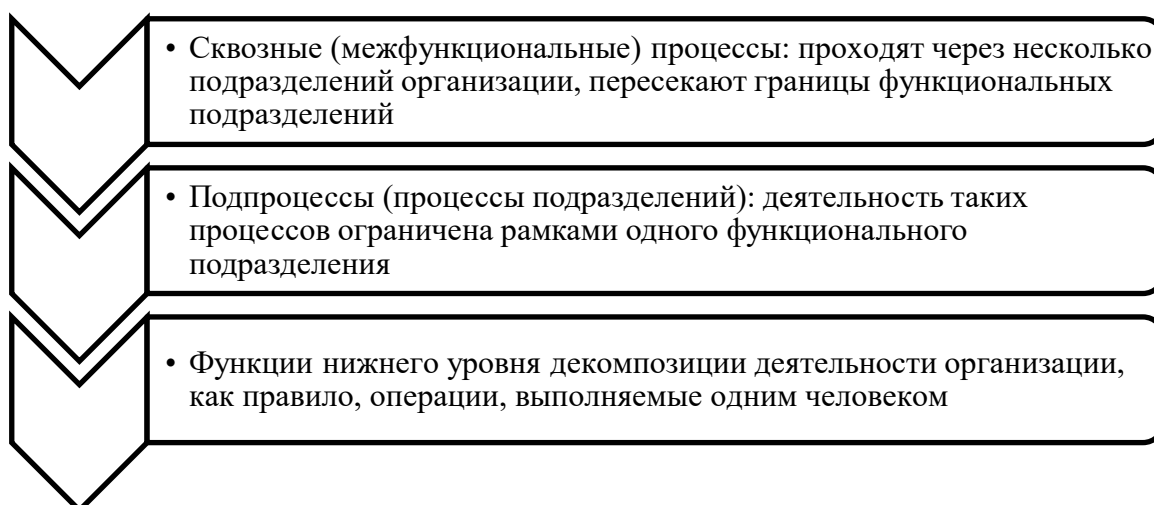 • Сквозные (межфункциональные) процессы: проходят через несколько
подразделений организации, пересекают границы функциональных
подразделений
• Подпроцессы (процессы подразделений): деятельность таких
процессов ограничена рамками одного функционального
подразделения
• Функции нижнего уровня декомпозиции деятельности организации,
как правило, операции, выполняемые одним человеком